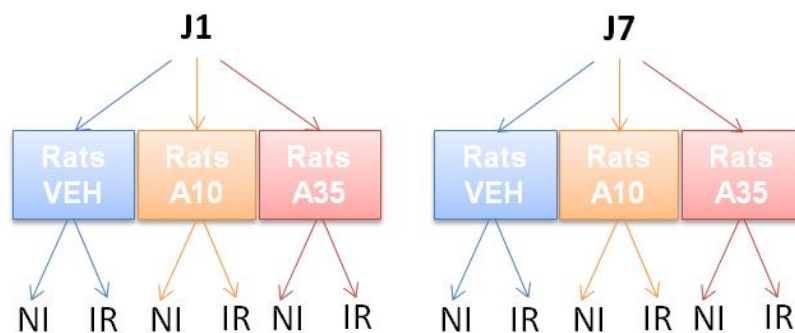 J1 J7
Rats Rats Rats Rats Rats Rats
VEH A10 A35 VEH A10 A35
NI IR NI IR NI IR NI IR NI IR NI IR